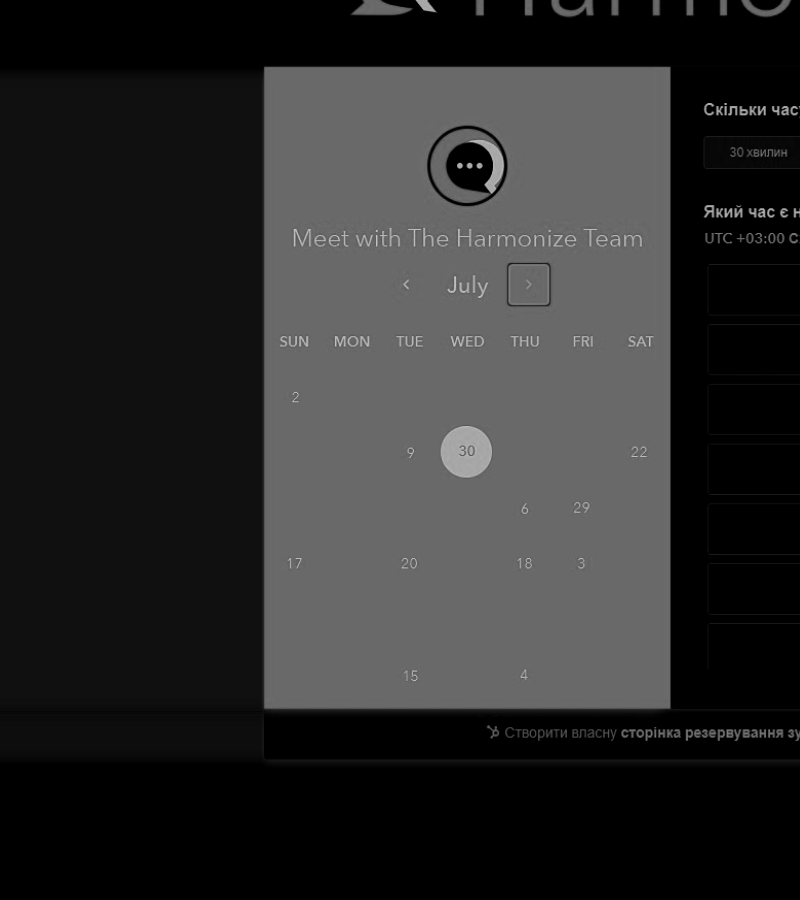 Скільки час
30 хвилин
Який час є н
UTC +03:00
Meet with The Harmonize Team
July
SUN MON TUE WED THU FRI SAT
2
9 30 22
6 29
17 20 18 3
15 4
Створити власну сторінка резервування